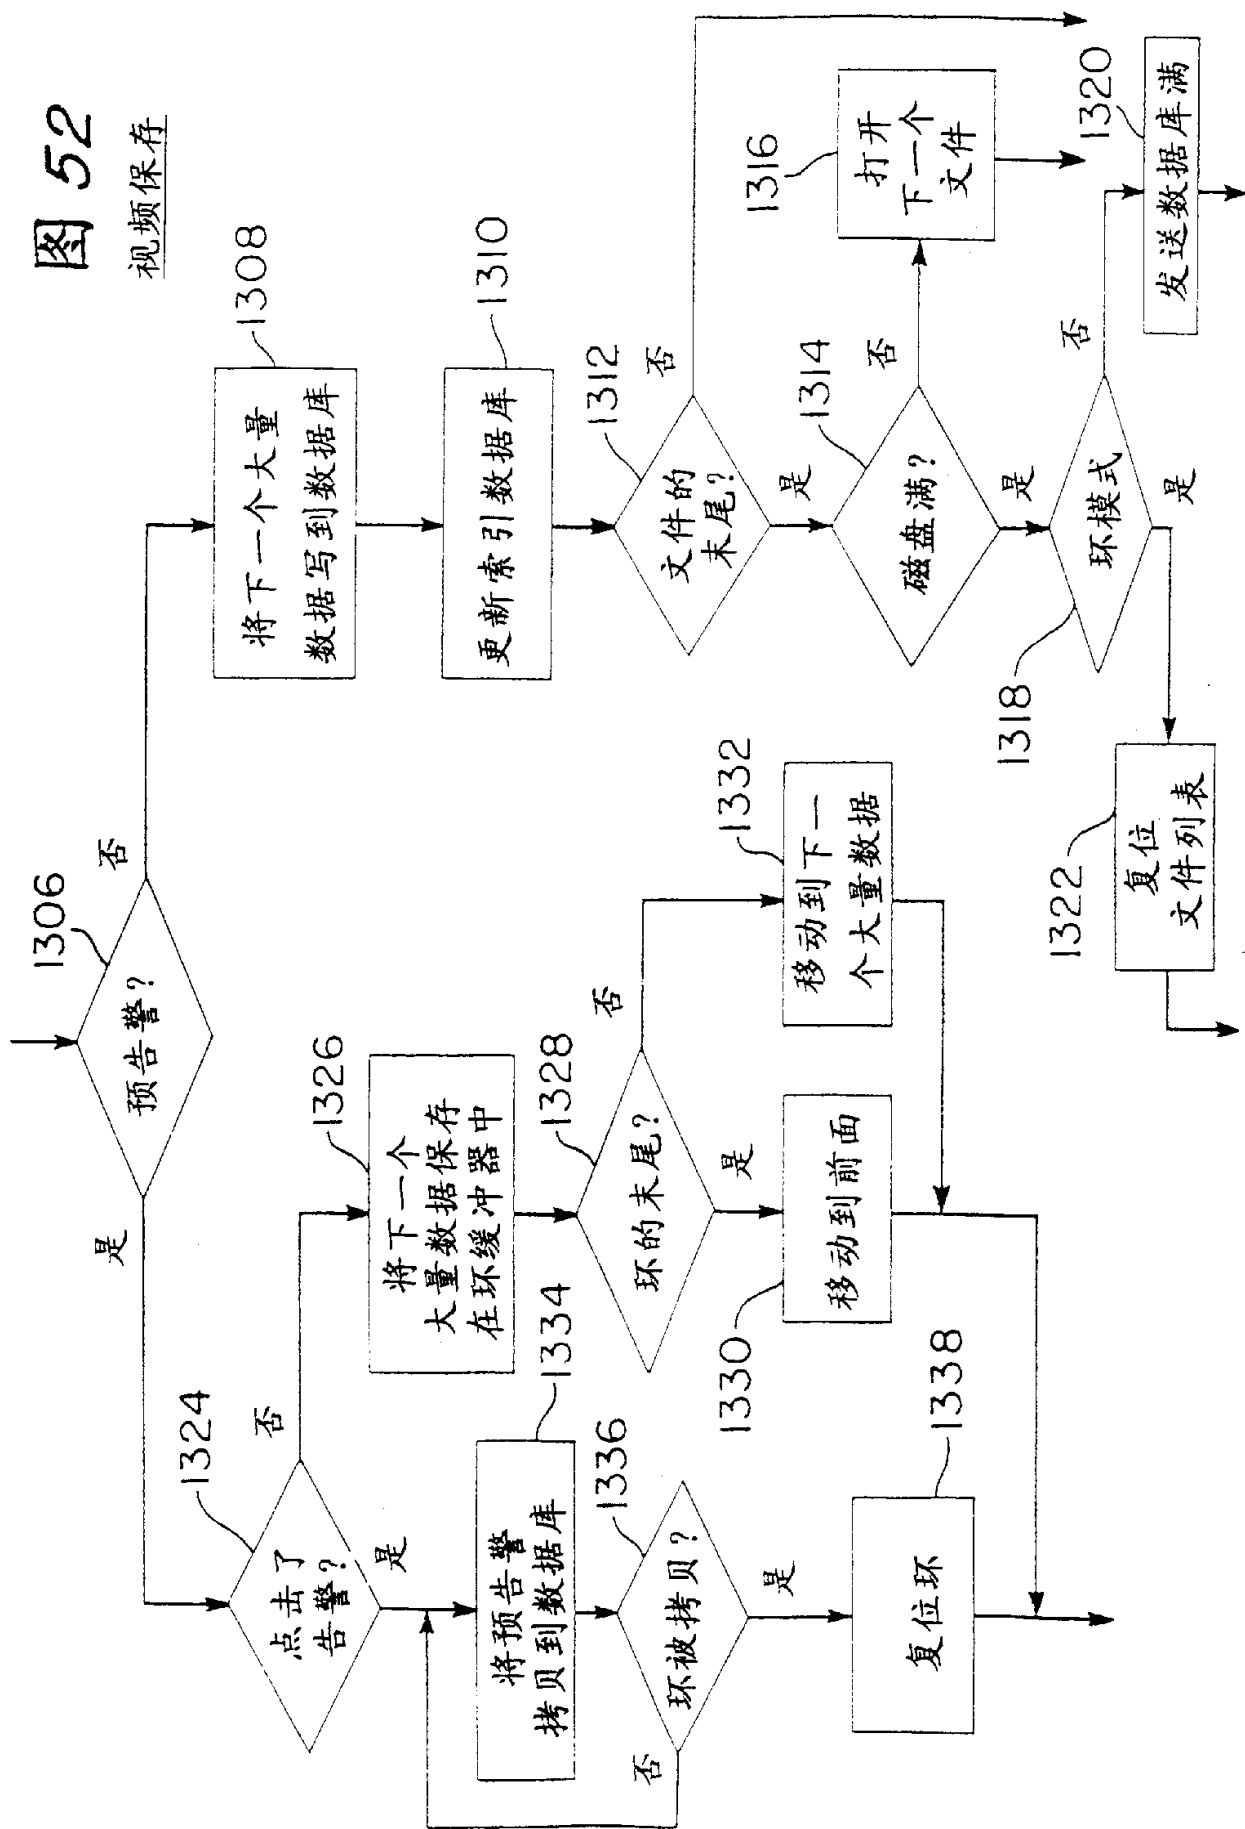 图 52
视频保存
1306
预告警?
是
否
1324
点击了
告警?
否
是
1308
将下一个大量
数据写到数据库
1310
更新索引数据库
1326
将下一个
大量数据保存
在环缓冲器中
1334
将预告警
拷贝到数据库
1312
文件的
末尾?
否
是
1328
环的末尾?
否
是
1336
环被拷贝?
否
是
1314
磁盘满?
否
是
1316
打开
下一个
文件
1332
移动到下一
个大量数据
1330
移动到前面
1338
复位环
1318
环模式
否
是
1320
发送数据库满
1322
复位
文件列表